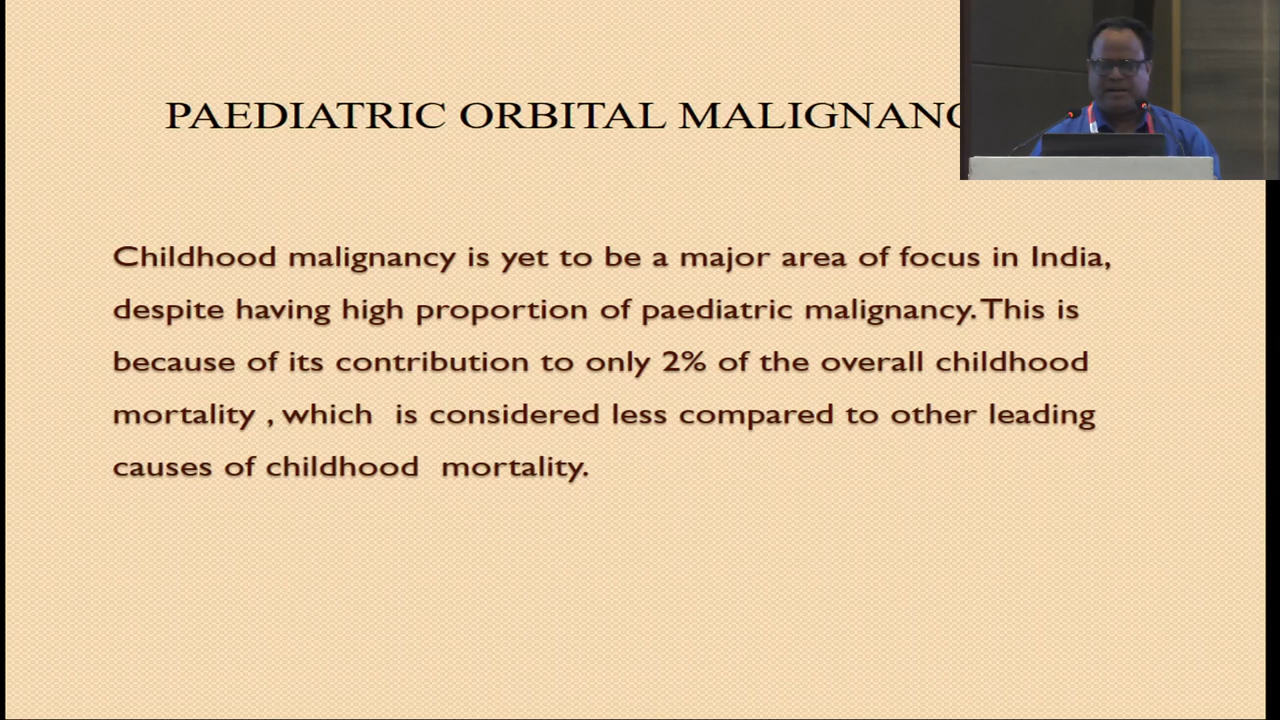 PAEDIATRIC ORBITAL
Childhood malignancy is yet to be a major area of focus in India,
despite having high proportion of paediatric malignancy. This is
because of its contribution to only 2% of the overall childhood
mortality , which is considered less compared to other leading
causes of childhood mortality.